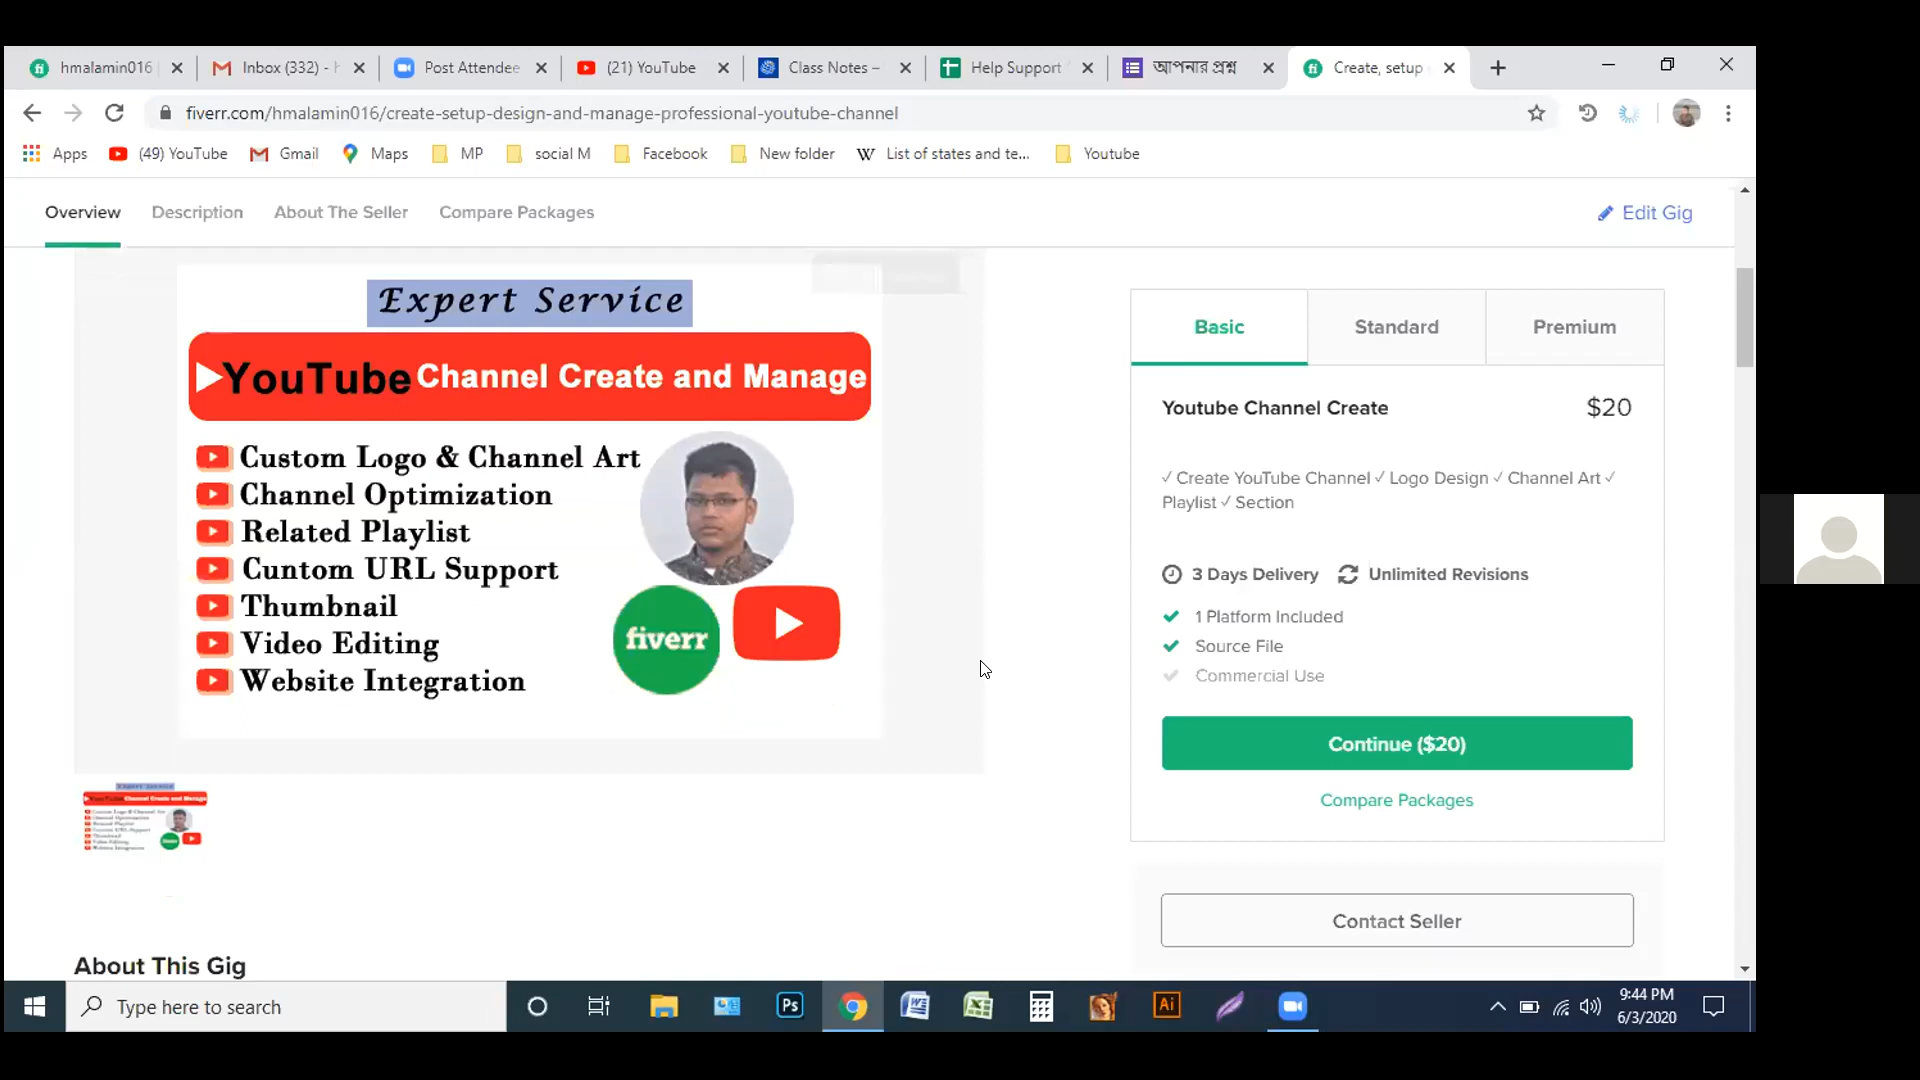 hmalamin016
Inbox (332) - h
Post Attendee
(21) YouTube
Class Notes –
Help Support
আপনার প্রশ্ন
Create, setup
fiverr.com/hmalamin016/create-setup-design-and-manage-professional-youtube-channel
Apps
(49) YouTube
Gmail
Maps
MP
social M
Facebook
New folder
W List of states and te...
Youtube
Overview
Description
About The Seller
Compare Packages
Edit Gig
Expert Service
YouTube Channel Create and Manage
Custom Logo & Channel Art
Channel Optimization
Related Playlist
Cuntom URL Support
Thumbnail
Video Editing
Website Integration
fiverr
Basic
Standard
Premium
Youtube Channel Create
$20
✓ Create YouTube Channel ✓ Logo Design ✓ Channel Art ✓
Playlist ✓ Section
3 Days Delivery
Unlimited Revisions
1 Platform Included
Source File
Commercial Use
Continue ($20)
Compare Packages
Contact Seller
About This Gig
Type here to search
Ps
Ai
9:44 PM
6/3/2020